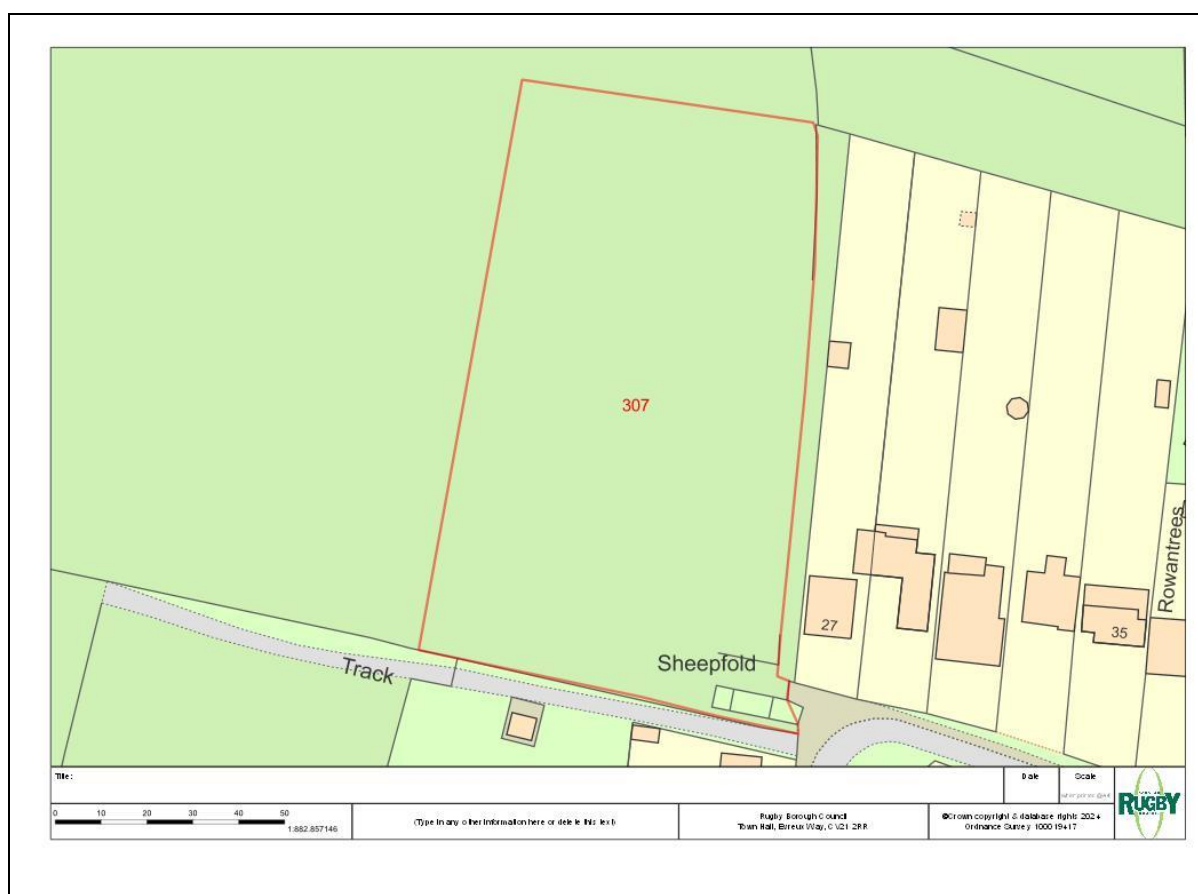 307
27
35
Rowantrees
Sheepfold
Track
Title:
Date
Scale
0 10 20 30 40 50
1:882.857146
(Type in any other information here or delete this text)
Rugby Borough Council
Town Hall, Evreux Way, CV21 2RR
©Crown copyright & database rights 2024
Ordnance Survey 100019417
RUGBY